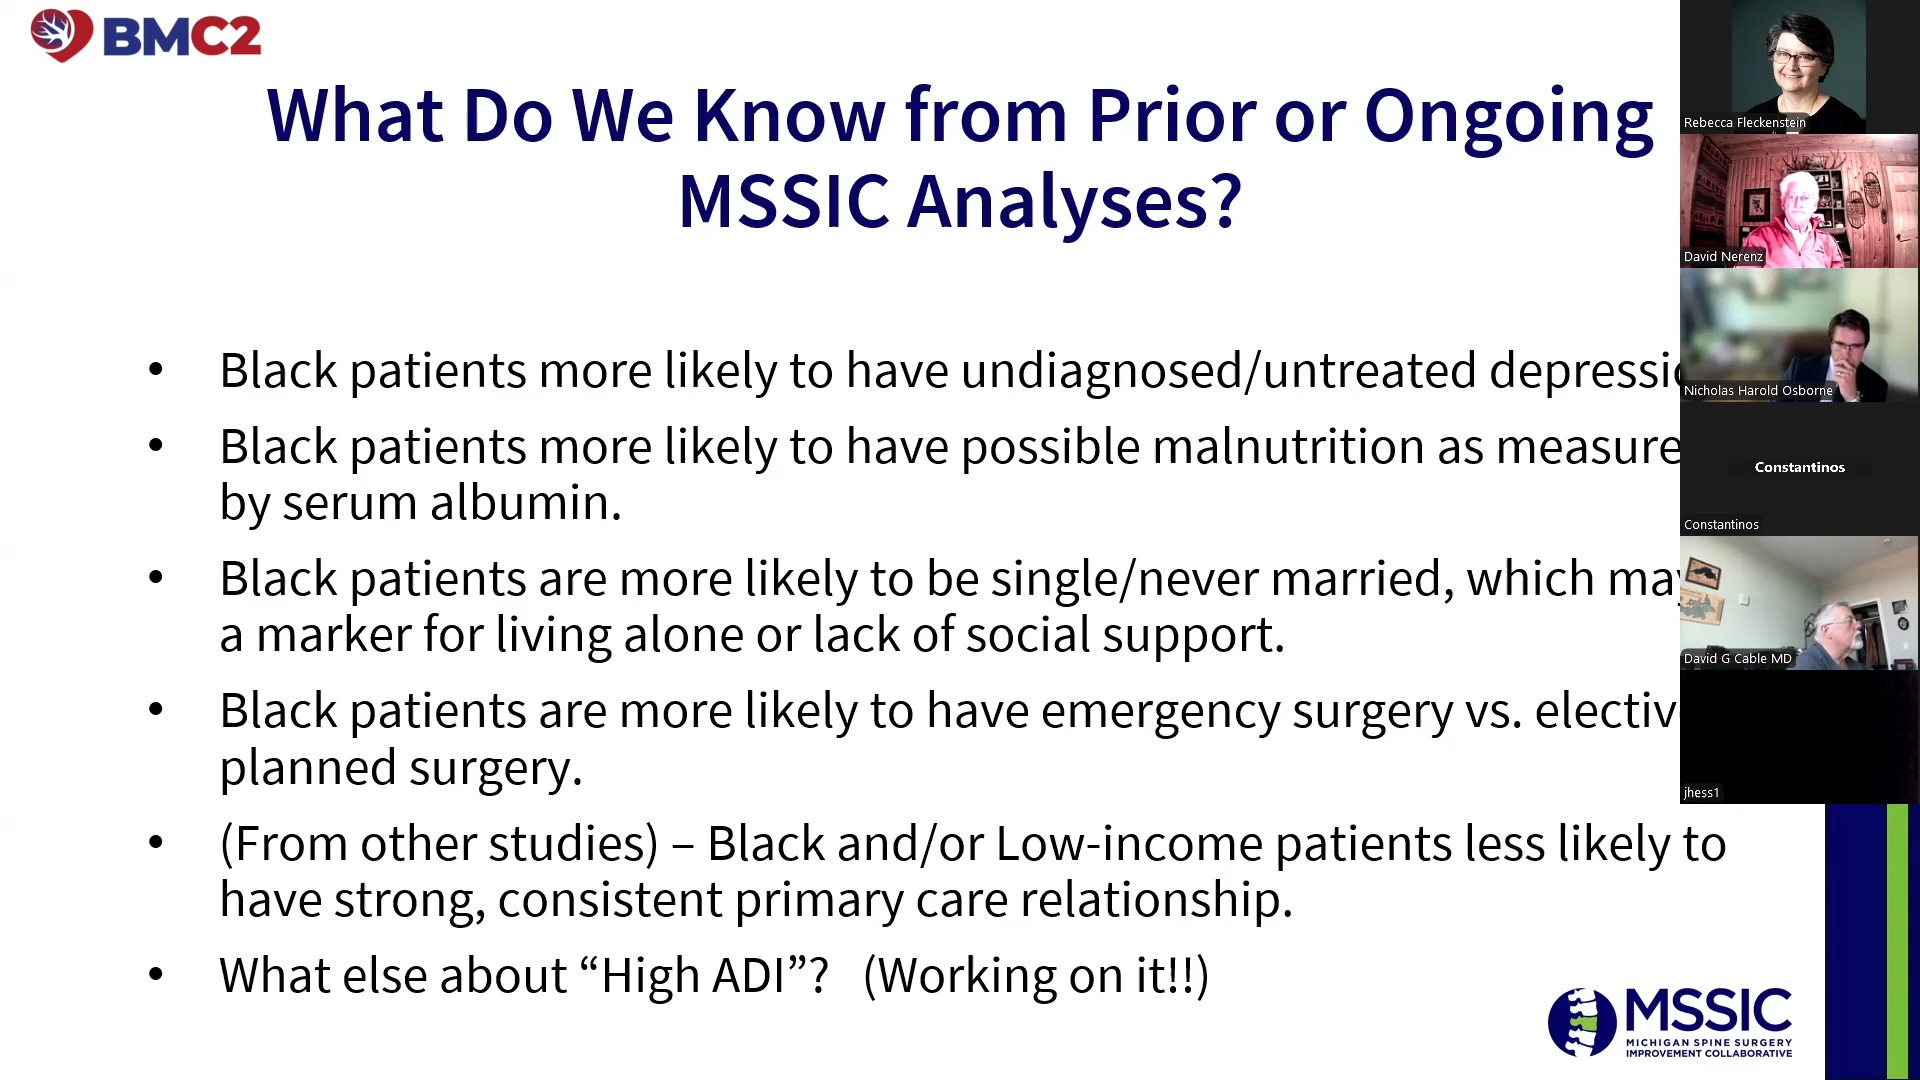 BMC2
What Do We Know from Prior or Ongoing
MSSIC Analyses?
• Black patients more likely to have undiagnosed/untreated depressio
• Black patients more likely to have possible malnutrition as measure
by serum albumin.
• Black patients are more likely to be single/never married, which may
a marker for living alone or lack of social support.
• Black patients are more likely to have emergency surgery vs. electiv
planned surgery.
• (From other studies) – Black and/or Low-income patients less likely to
have strong, consistent primary care relationship.
• What else about “High ADI”? (Working on it!!)
MSSIC
MICHIGAN SPINE SURGERY
IMPROVEMENT COLLABORATIVE
Rebecca Fleckenstein
David Nerenz
Nicholas Harold Osborne
Constantinos
Constantinos
David G Cable MD
jhess1